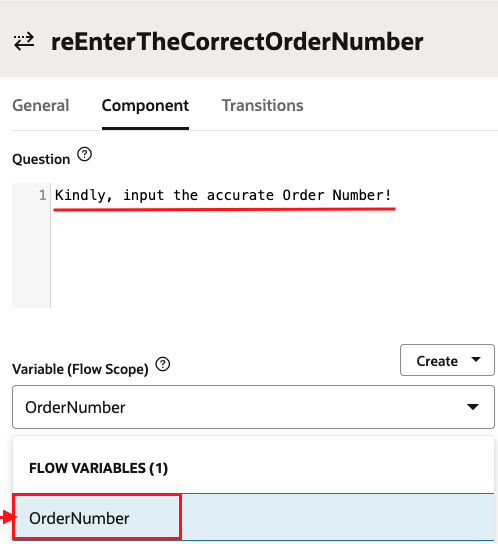 reEnterTheCorrectOrderNumber
General Component Transitions
Question ?
1 Kindly, input the accurate Order Number!
Create
Variable (Flow Scope) ?
OrderNumber
FLOW VARIABLES (1)
OrderNumber